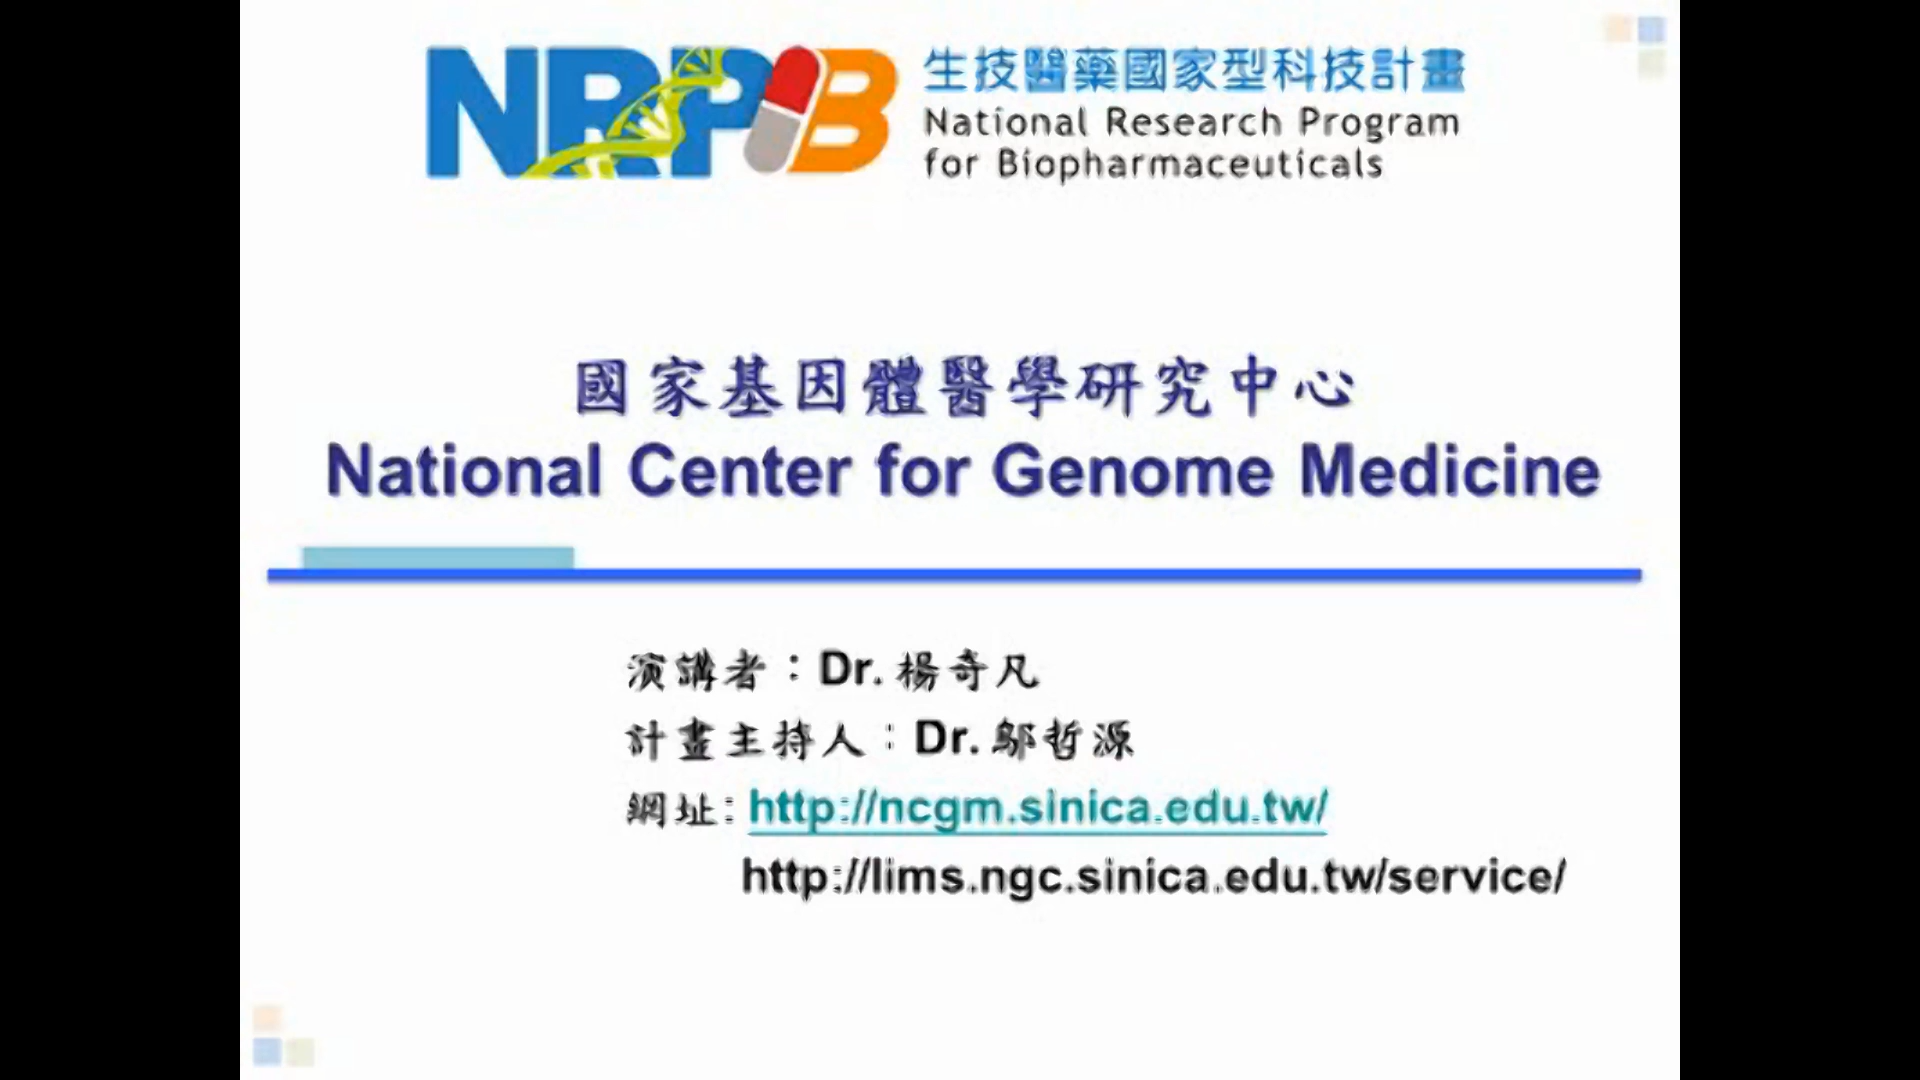 NRPB
生技醫藥國家型科技計畫
National Research Program
for Biopharmaceuticals
國家基因體醫學研究中心
National Center for Genome Medicine
演講者：Dr. 楊奇凡
計畫主持人：Dr. 鄔哲源
網址: http://ncgm.sinica.edu.tw/
http://lims.ngc.sinica.edu.tw/service/